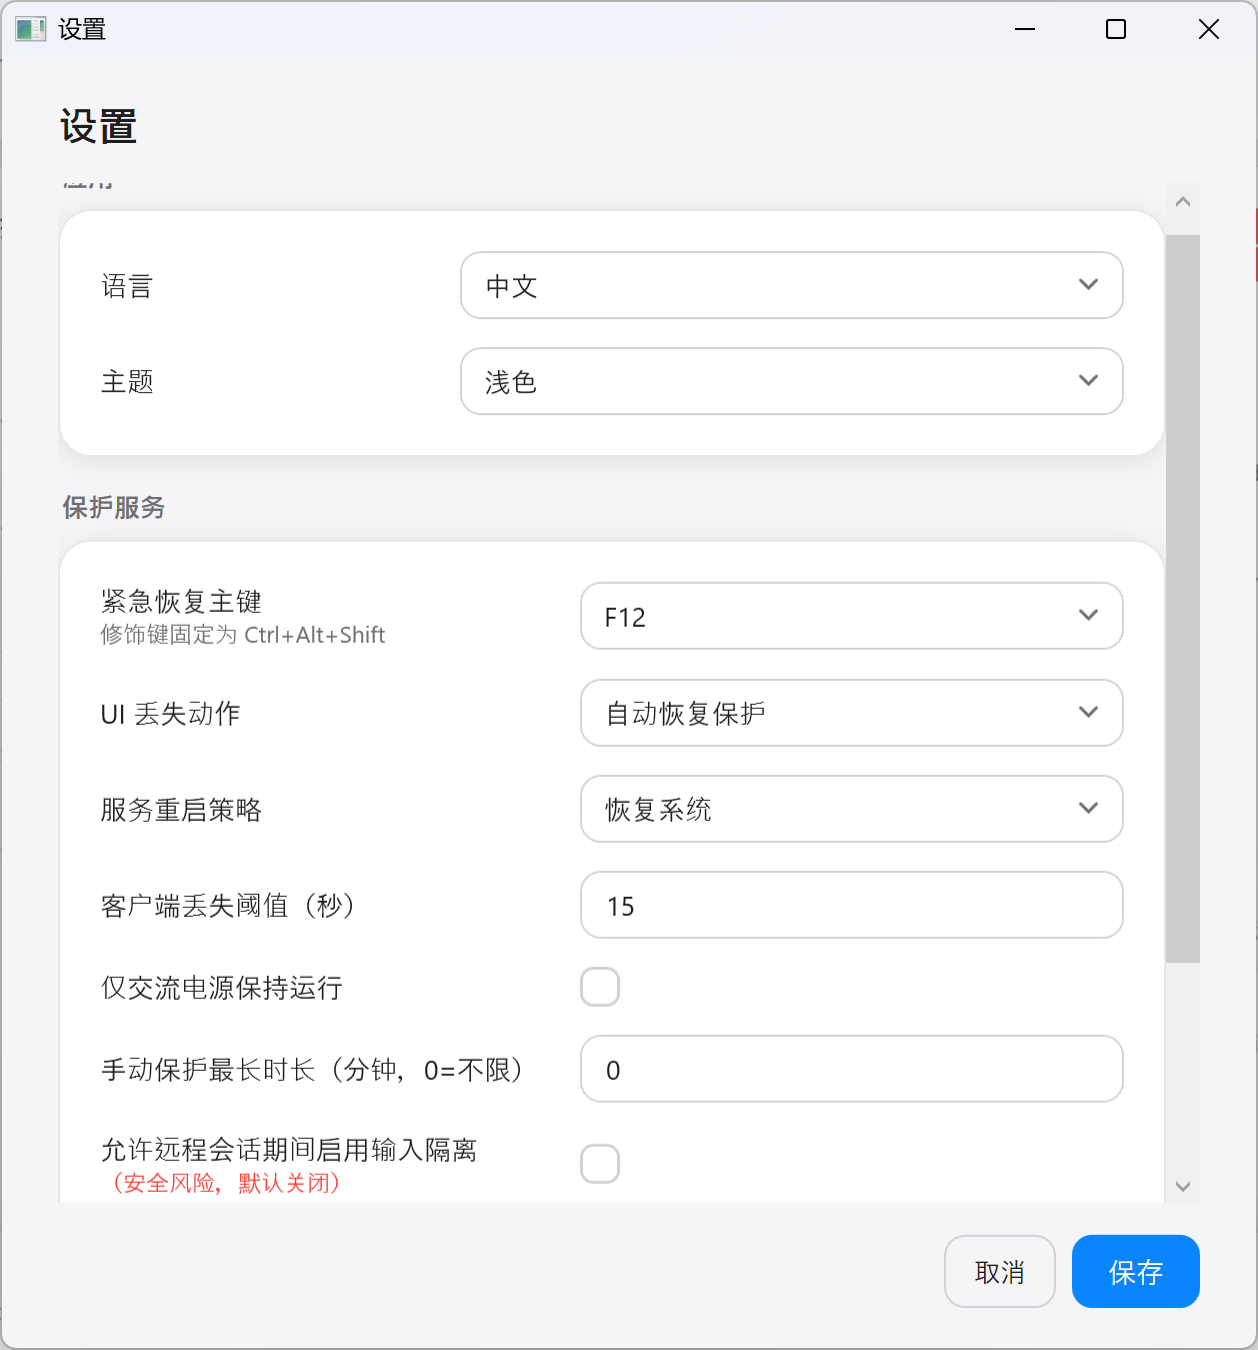 设置
设置
语言
中文
主题
浅色
保护服务
紧急恢复主键
修饰键固定为 Ctrl+Alt+Shift
F12
UI 丢失动作
自动恢复保护
服务重启策略
恢复系统
客户端丢失阈值（秒）
15
仅交流电源保持运行
手动保护最长时长（分钟，0=不限）
0
允许远程会话期间启用输入隔离
（安全风险，默认关闭）
取消
保存